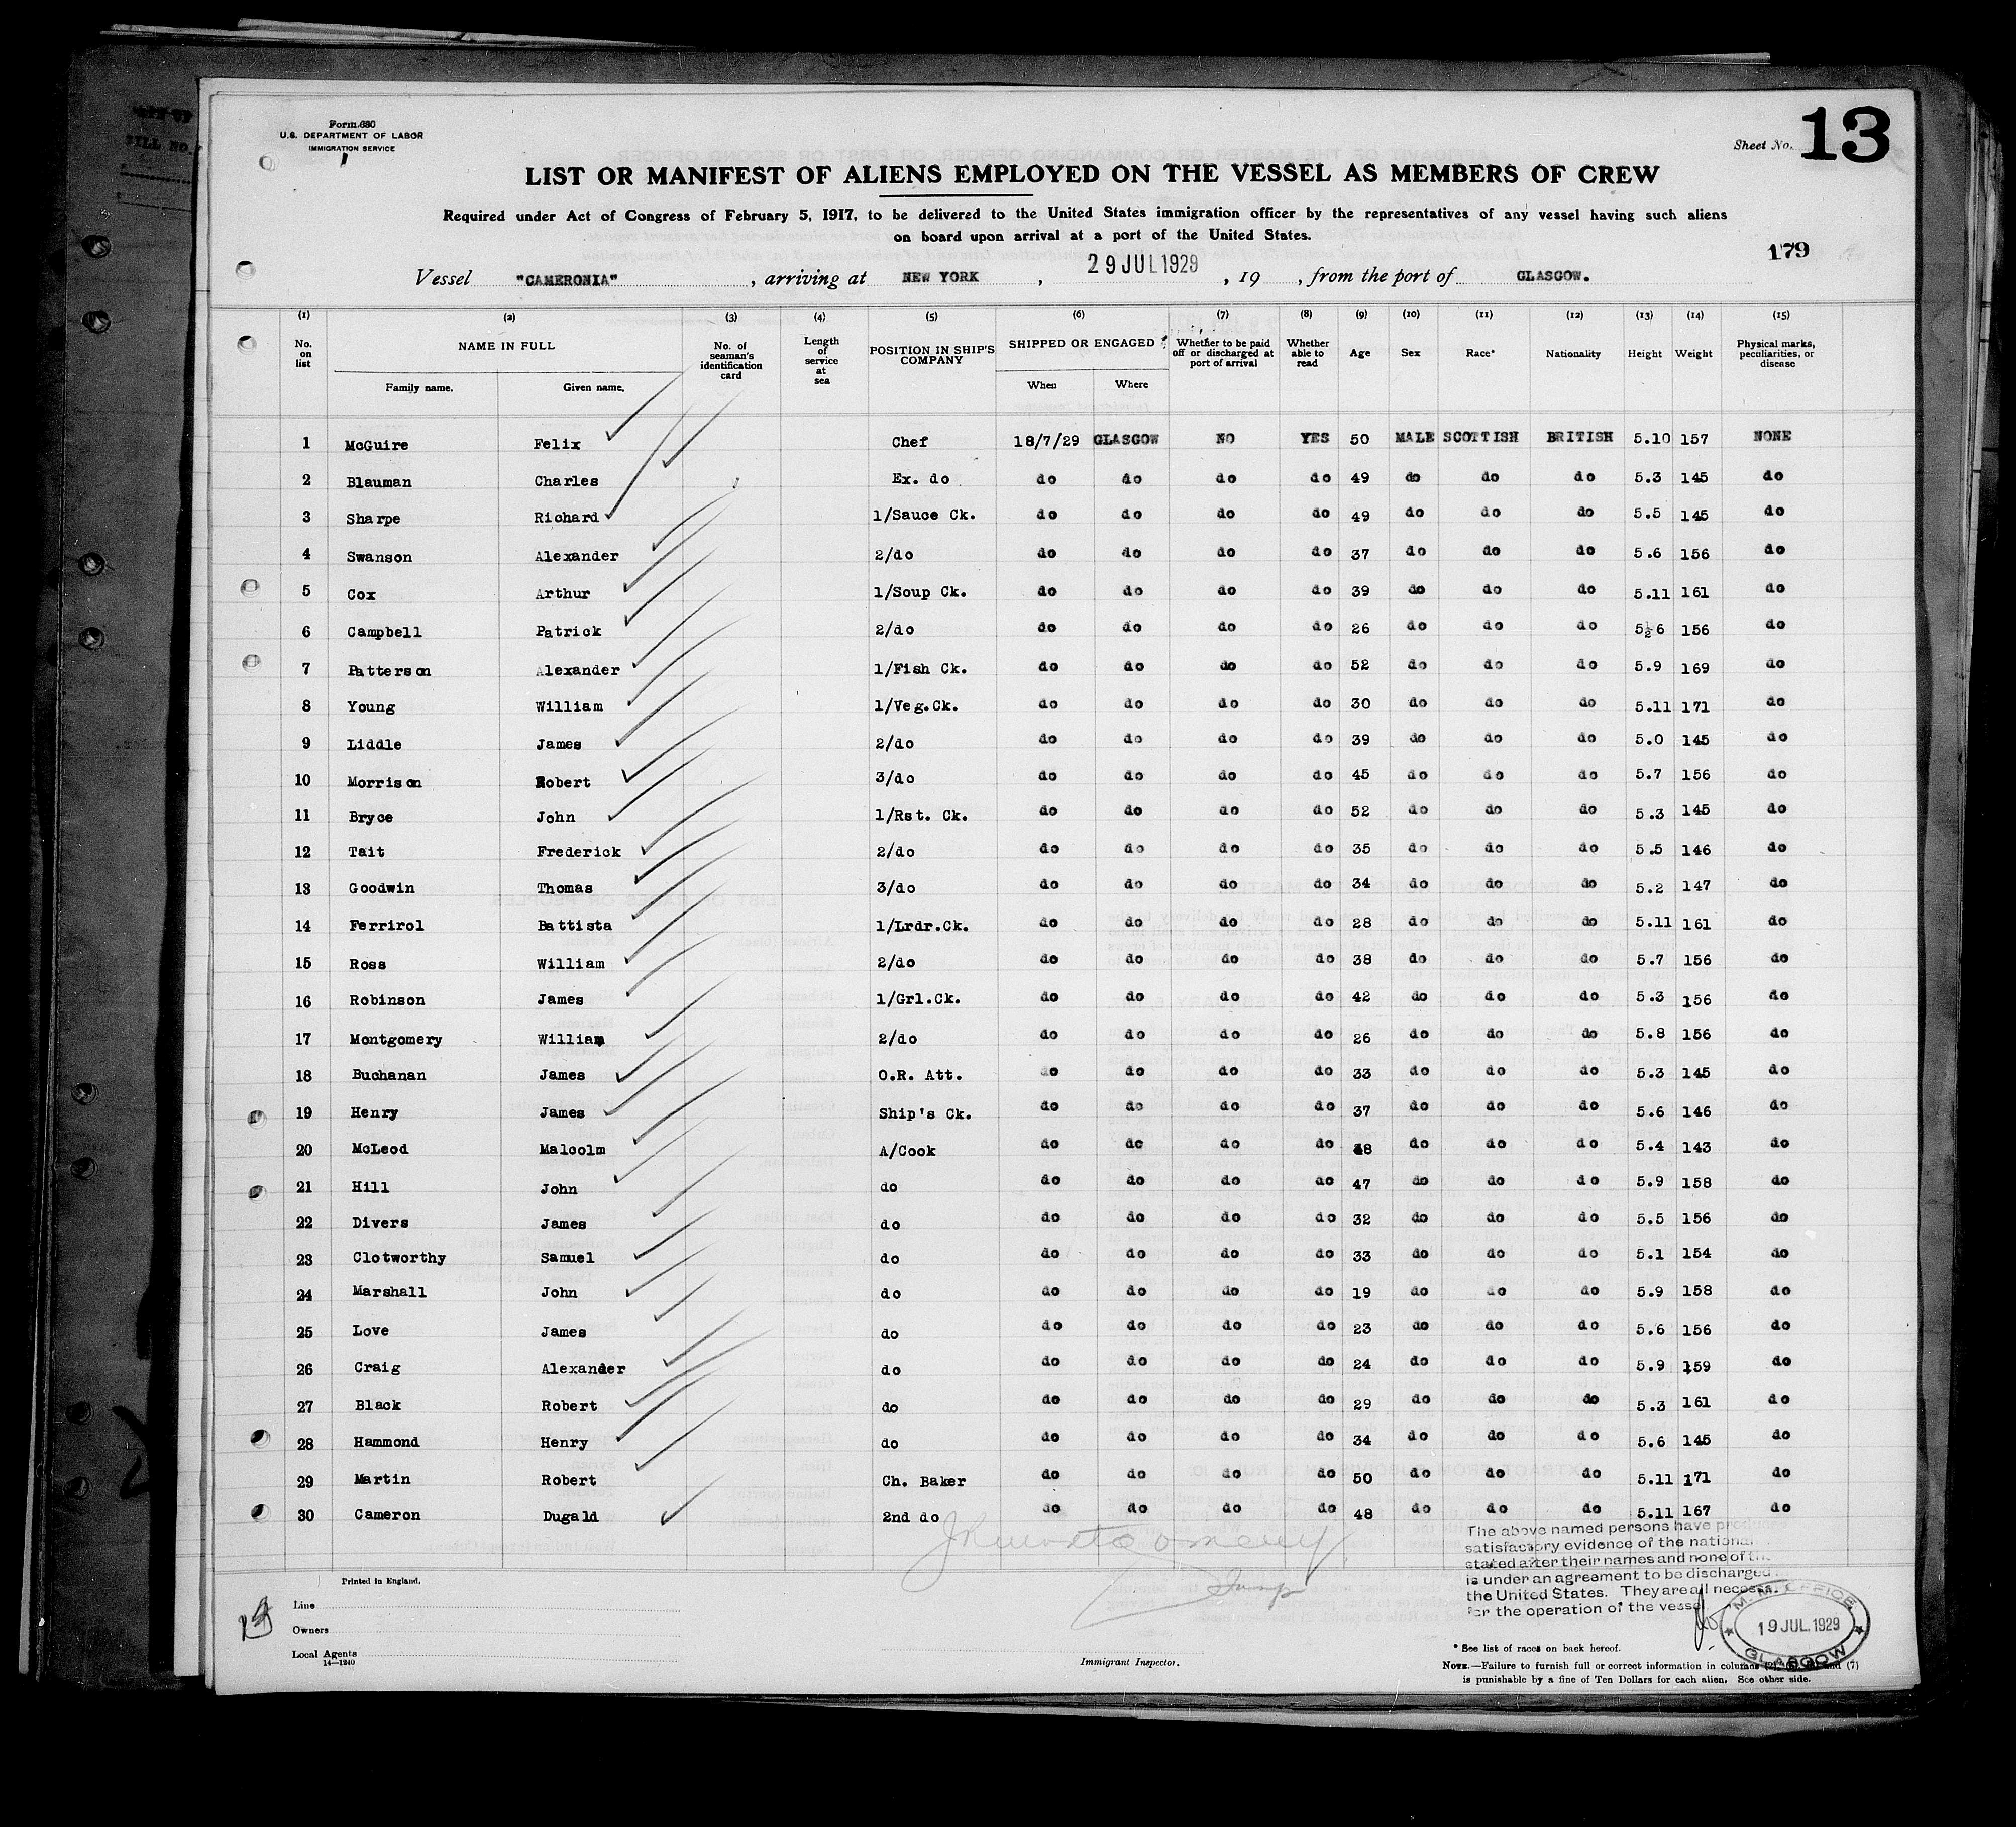 Form 680
U.S. DEPARTMENT OF LABOR
IMMIGRATION SERVICE
Sheet No. 13
LIST OR MANIFEST OF ALIENS EMPLOYED ON THE VESSEL AS MEMBERS OF CREW
Required under Act of Congress of February 5, 1917, to be delivered to the United States immigration officer by the representatives of any vessel having such aliens
on board upon arrival at a port of the United States.
179
Vessel "CAMERONIA", arriving at NEW YORK, 29 JUL 1929, 19 , from the port of GLASGOW.
(1) (2) (3) (4) (5) (6) (7) (8) (9) (10) (11) (12) (13) (14) (15)
No. on list NAME IN FULL Family name. Given name. No. of seaman's identification card Length of service at sea POSITION IN SHIP'S COMPANY SHIPPED OR ENGAGED When Where Whether to be paid off or discharged at port of arrival Whether able to read Age Sex Race* Nationality Height Weight Physical marks, peculiarities, or disease
1 McGuire Felix Chef 18/7/29 GLASGOW NO YES 50 MALE SCOTTISH BRITISH 5.10 157 NONE
2 Blauman Charles Ex. do do do do do 49 do do do 5.3 145 do
3 Sharpe Richard 1/Sauce Ck. do do do do 49 do do do 5.5 145 do
4 Swanson Alexander 2/do do do do do 37 do do do 5.6 156 do
5 Cox Arthur 1/Soup Ck. do do do do 39 do do do 5.11 161 do
6 Campbell Patrick 2/do do do do do 26 do do do 5½6 156 do
7 Patterson Alexander 1/Fish Ck. do do do do 52 do do do 5.9 169 do
8 Young William 1/Veg.Ck. do do do do 30 do do do 5.11 171 do
9 Liddle James 2/do do do do do 39 do do do 5.0 145 do
10 Morrison Robert 3/do do do do do 45 do do do 5.7 156 do
11 Bryce John 1/Rst. Ck. do do do do 52 do do do 5.3 145 do
12 Tait Frederick 2/do do do do do 35 do do do 5.5 146 do
13 Goodwin Thomas 3/do do do do do 34 do do do 5.2 147 do
14 Ferrirol Battista 1/Lrdr.Ck. do do do do 28 do do do 5.11 161 do
15 Ross William 2/do do do do do 38 do do do 5.7 156 do
16 Robinson James 1/Grl.Ck. do do do do 42 do do do 5.3 156 do
17 Montgomery William 2/do do do do do 26 do do do 5.8 156 do
18 Buchanan James O.R. Att. do do do do 33 do do do 5.3 145 do
19 Henry James Ship's Ck. do do do do 37 do do do 5.6 146 do
20 McLeod Malcolm A/Cook do do do do 48 do do do 5.4 143 do
21 Hill John do do do do do 47 do do do 5.9 158 do
22 Divers James do do do do do 32 do do do 5.5 156 do
23 Clotworthy Samuel do do do do do 33 do do do 5.1 154 do
24 Marshall John do do do do do 19 do do do 5.9 158 do
25 Love James do do do do do 23 do do do 5.6 156 do
26 Craig Alexander do do do do do 24 do do do 5.9 159 do
27 Black Robert do do do do do 29 do do do 5.3 161 do
28 Hammond Henry do do do do do 34 do do do 5.6 145 do
29 Martin Robert Ch. Baker do do do do 50 do do do 5.11 171 do
30 Cameron Dugald 2nd do do do do do 48 do do do 5.11 167 do
The above named persons have
satisfactory evidence of the national
stated after their names and none of
is under an agreement to be discharged
the United States. They are all
for the operation of the vessel
M.M. OFFICE
19 JUL. 1929
GLASGOW
Printed in England.
Line
Owners
Local Agents
14—1240
Immigrant Inspector.
* See list of races on back hereof.
NOTE.—Failure to furnish full or correct information in columns and (7)
is punishable by a fine of Ten Dollars for each alien. See other side.